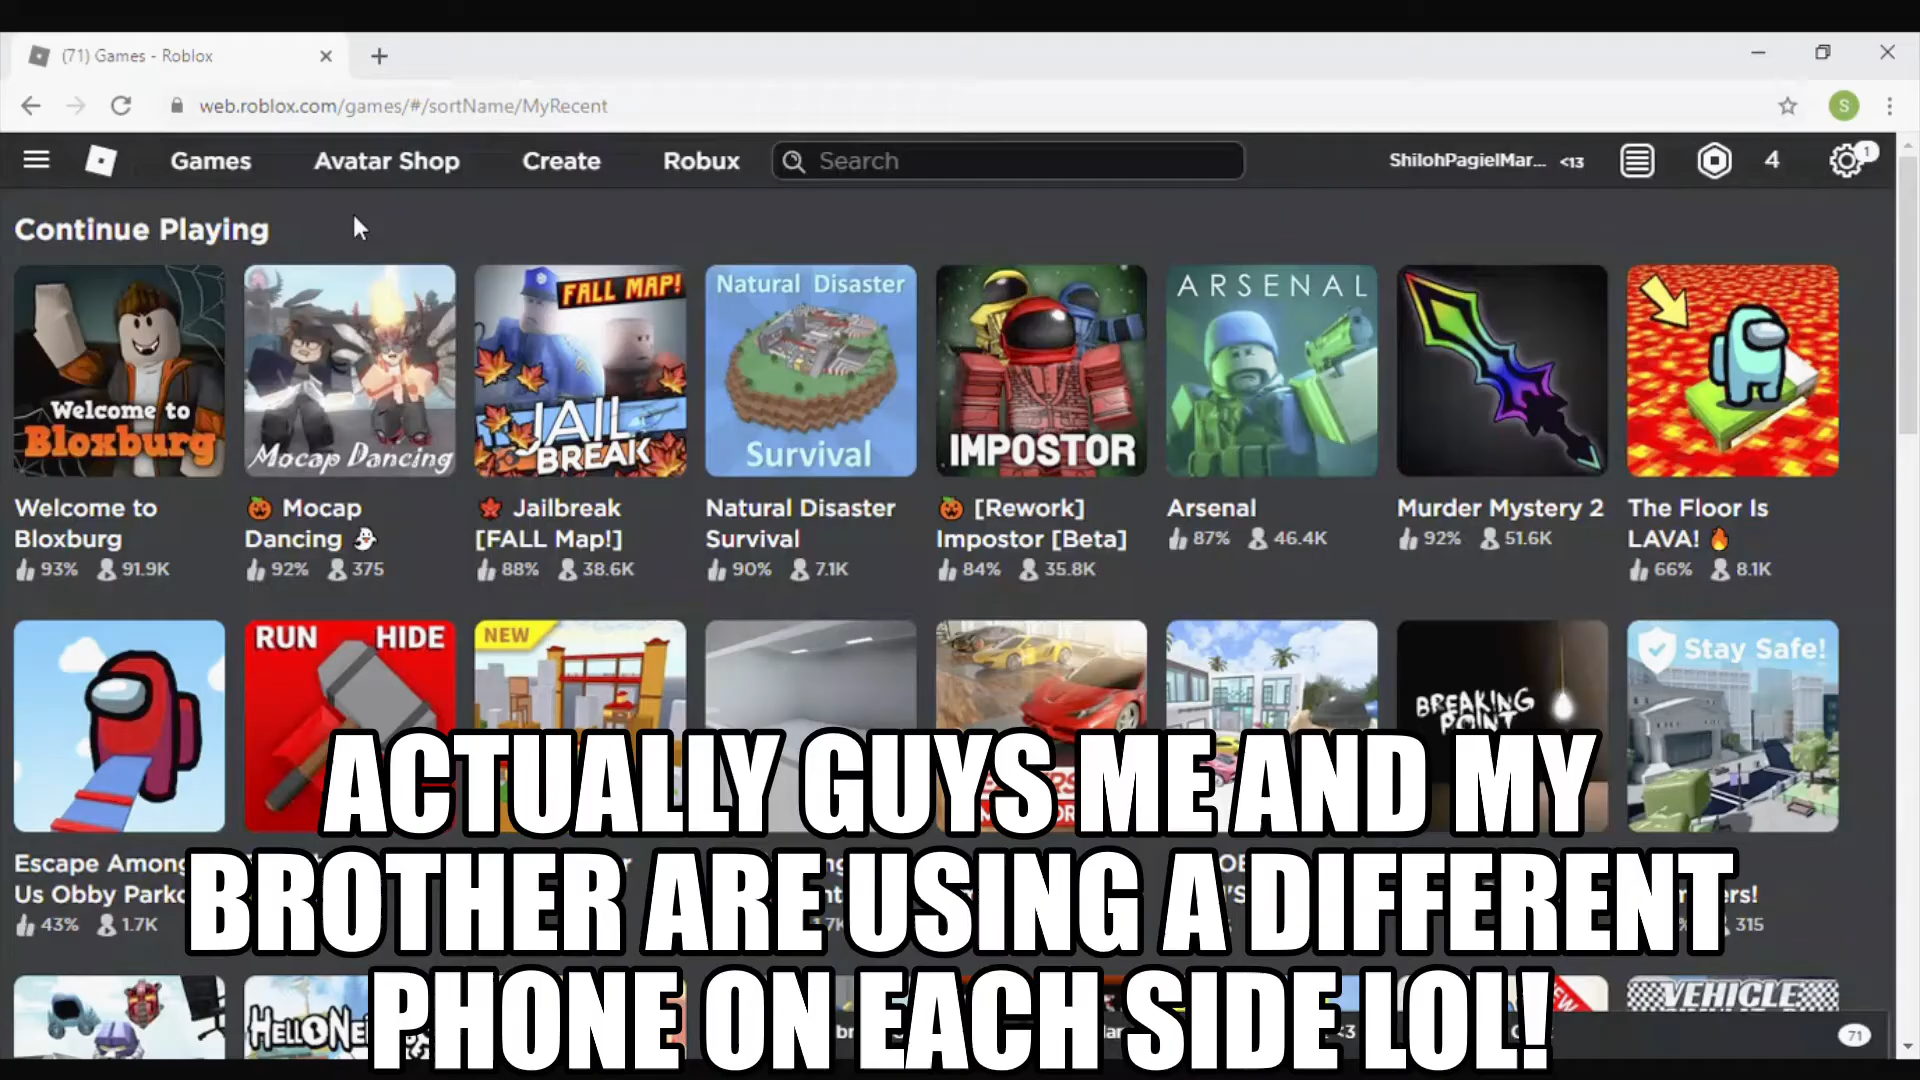 (71) Games - Roblox
web.roblox.com/games/#/sortName/MyRecent
Games Avatar Shop Create Robux Search ShilohPagielMar... <13 4 1
Continue Playing
Welcome to
Bloxburg
Mocap Dancing
FALL MAP!
JAIL
BREAK
Natural Disaster
Survival
IMPOSTOR
ARSENAL
Welcome to
Bloxburg
93% 91.9K
Mocap
Dancing
92% 375
Jailbreak
[FALL Map!]
88% 38.6K
Natural Disaster
Survival
90% 7.1K
[Rework]
Impostor [Beta]
84% 35.8K
Arsenal
87% 46.4K
Murder Mystery 2
92% 51.6K
The Floor Is
LAVA!
66% 8.1K
RUN HIDE
NEW
BREAKING
POINT
Stay Safe!
ACTUALLY GUYS ME AND MY
BROTHER ARE USING A DIFFERENT
PHONE ON EACH SIDE LOL!
Escape Among
Us Obby
43% 1.7K
315
VEHICLE
NEW
71